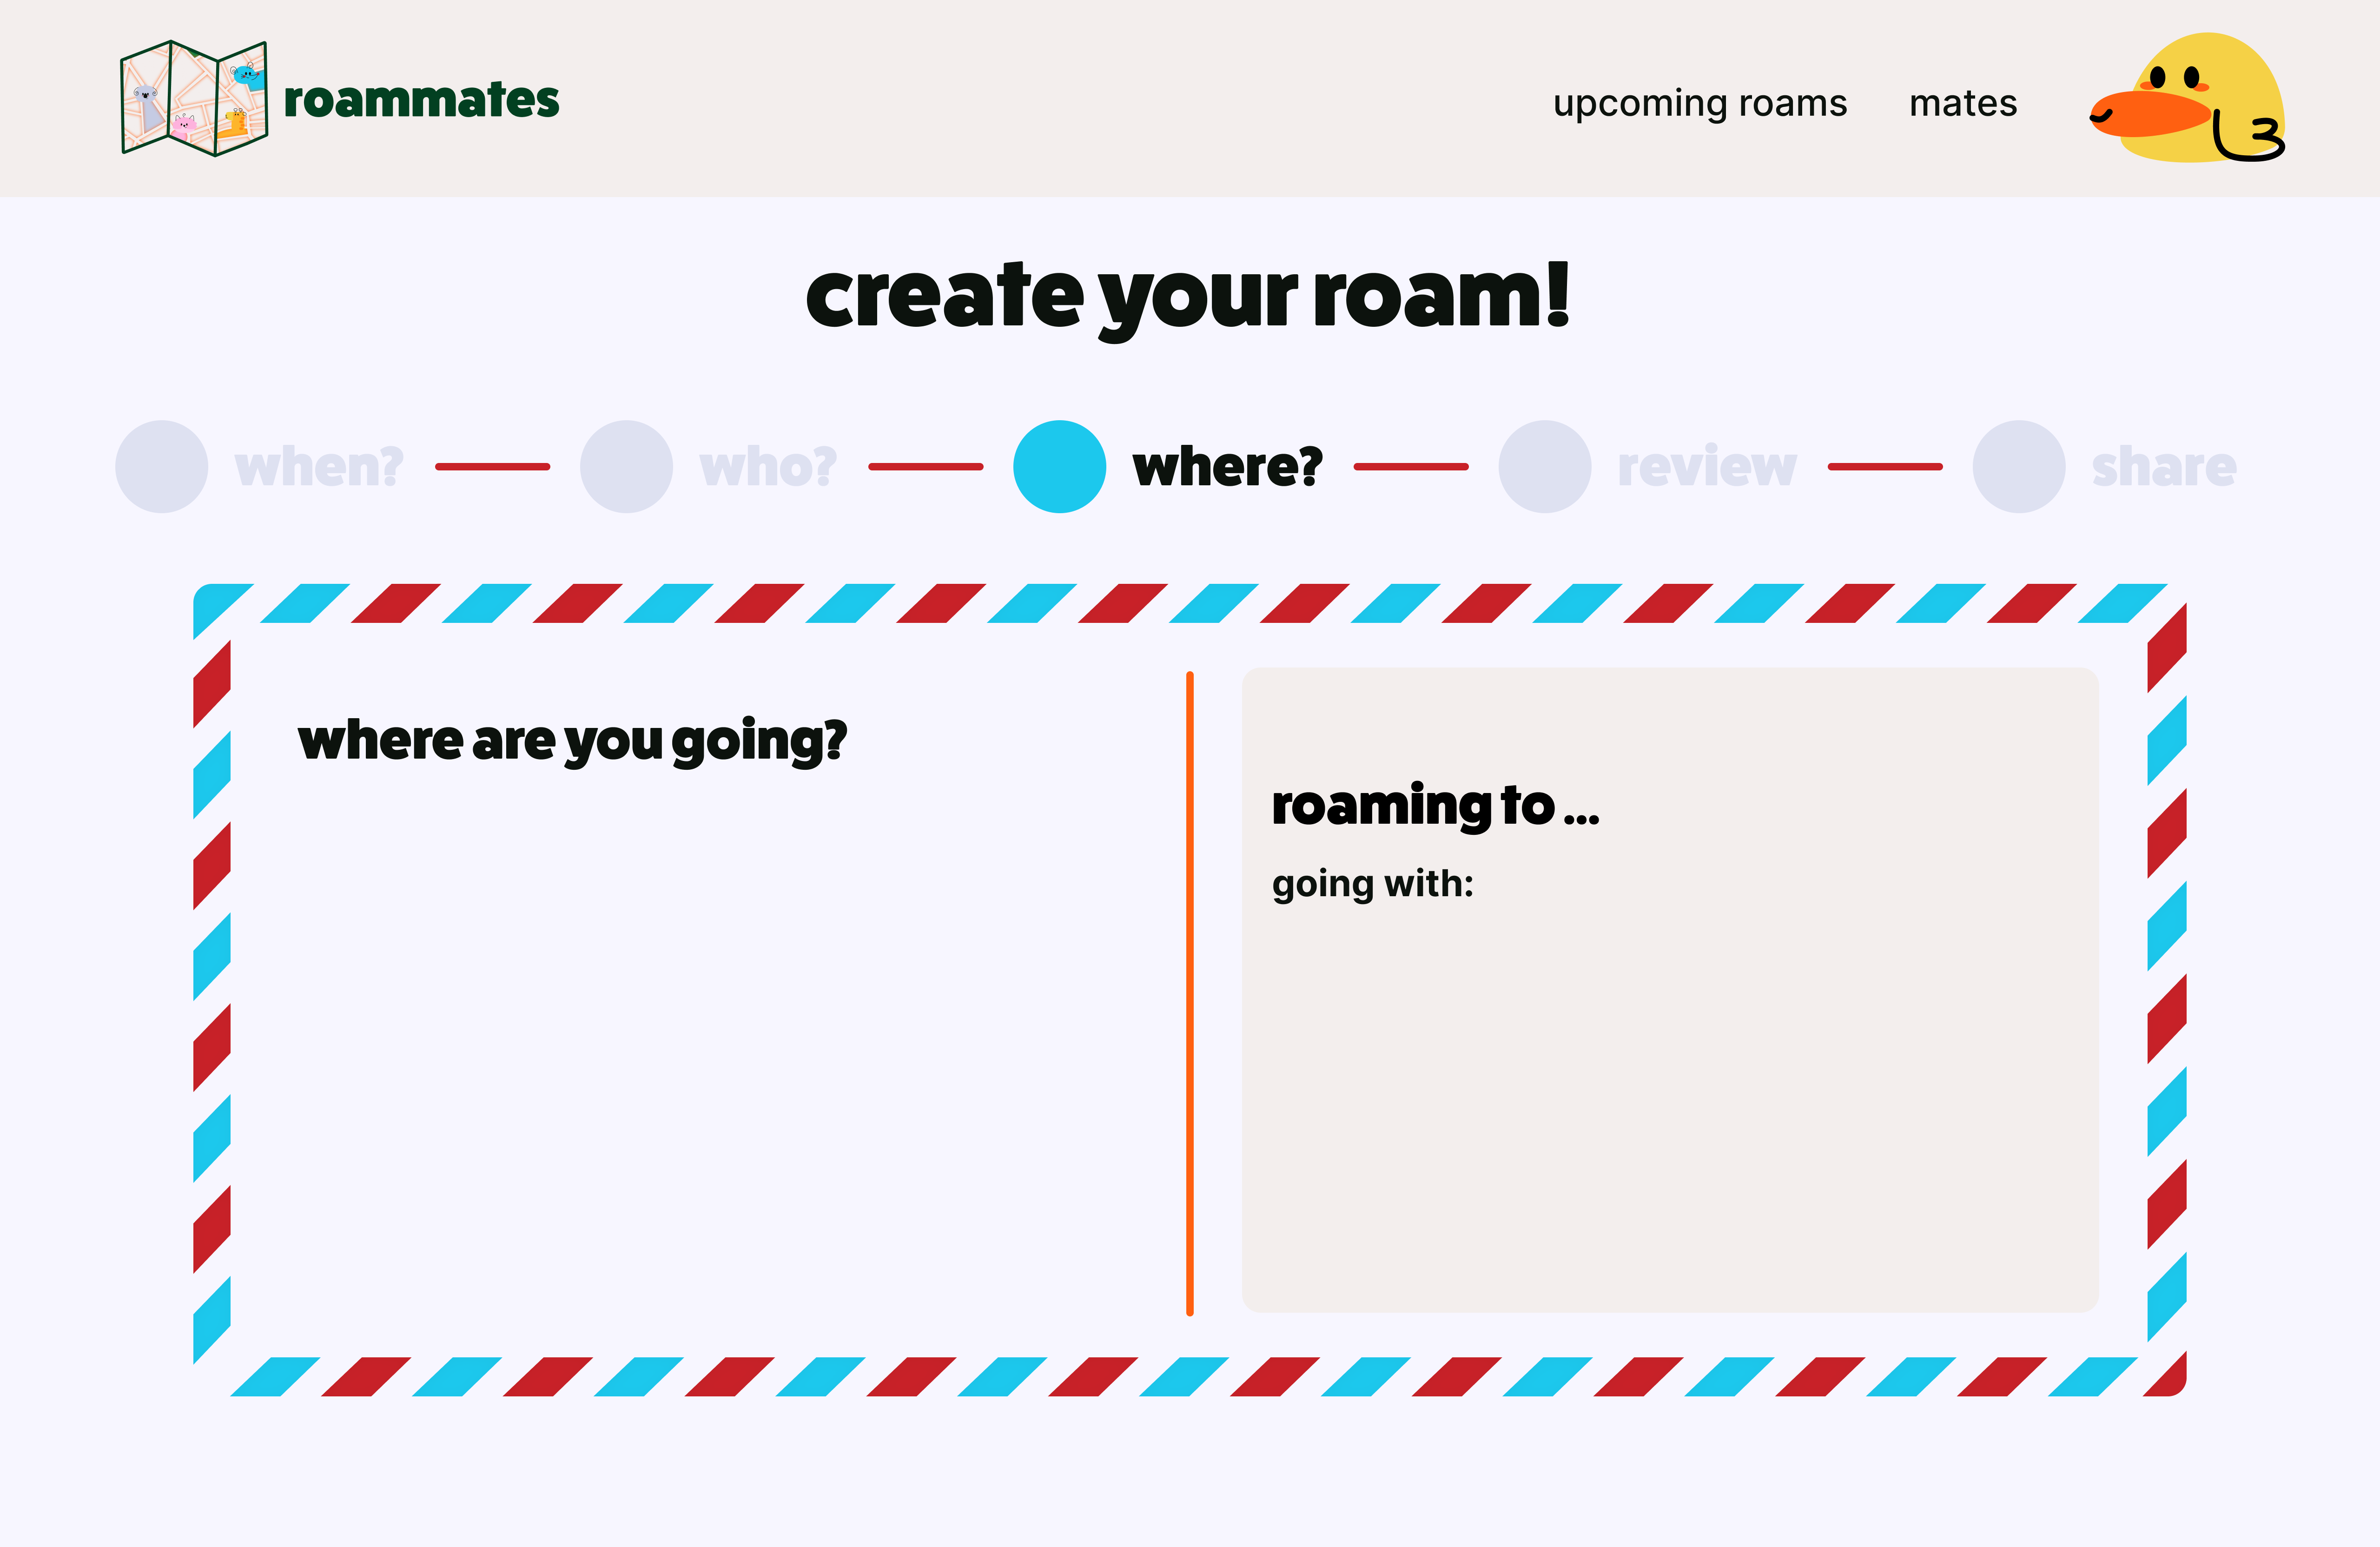 roammates
upcoming roams
mates
create your roam!
when?
who?
where?
review
share
where are you going?
roaming to ...
going with: